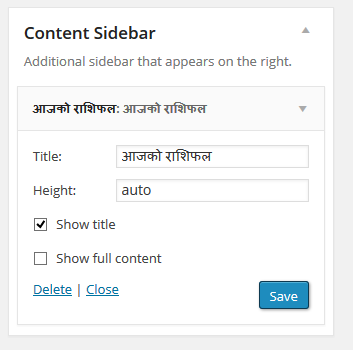 Content Sidebar
Additional sidebar that appears on the right.
आजको राशिफल: आजको राशिफल
Title: आजको राशिफल
Height: auto
Show title
Show full content
Delete | Close Save